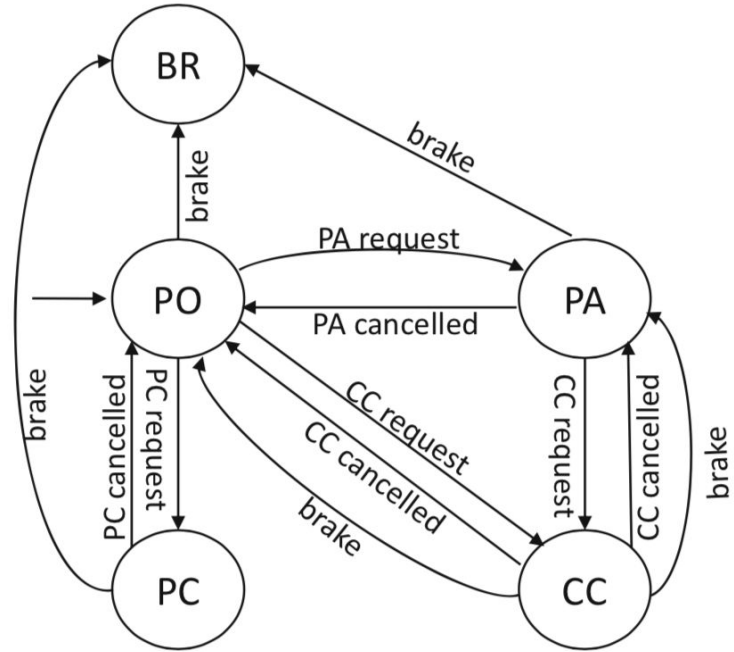 BR
brake
brake
PA request
PO
PA
PA cancelled
brake
PC cancelled
PC request
CC request
CC cancelled
brake
CC request
CC cancelled
brake
PC
CC